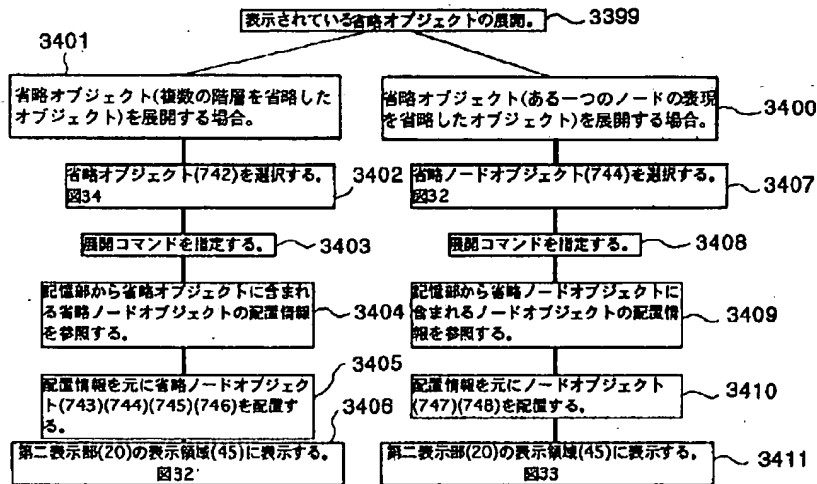 表示されている省略オブジェクトの展開。
3399
3401
省略オブジェクト(複数の階層を省略した
オブジェクト)を展開する場合。
省略オブジェクト(ある一つのノードの表現
を省略したオブジェクト)を展開する場合。
3400
省略オブジェクト(742)を選択する。
図34
3402
省略ノードオブジェクト(744)を選択する。
図32
3407
展開コマンドを指定する。
3403
展開コマンドを指定する。
3408
記憶部から省略オブジェクトに含まれ
る省略ノードオブジェクトの配置情報
を参照する。
3404
記憶部から省略ノードオブジェクトに
含まれるノードオブジェクトの配置情
報を参照する。
3409
3405
配置情報を元に省略ノードオブジェク
ト(743)(744)(745)(746)を配置す
る。
配置情報を元にノードオブジェクト
(747)(748)を配置する。
3410
3406
第二表示部(20)の表示領域(45)に表示する。
図32
第二表示部(20)の表示領域(45)に表示する。
図33
3411